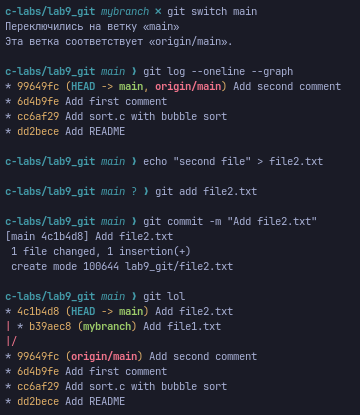 c-labs/lab9_git mybranch × git switch main
Переключились на ветку «main»
Эта ветка соответствует «origin/main».
c-labs/lab9_git main ❯ git log --oneline --graph
* 99649fc (HEAD -> main, origin/main) Add second comment
* 6d4b9fe Add first comment
* cc6af29 Add sort.c with bubble sort
* dd2bece Add README
c-labs/lab9_git main ❯ echo "second file" > file2.txt
c-labs/lab9_git main ? ❯ git add file2.txt
c-labs/lab9_git main ❯ git commit -m "Add file2.txt"
[main 4c1b4d8] Add file2.txt
1 file changed, 1 insertion(+)
create mode 100644 lab9_git/file2.txt
c-labs/lab9_git main ❯ git lol
* 4c1b4d8 (HEAD -> main) Add file2.txt
| * b39aec8 (mybranch) Add file1.txt
|/
* 99649fc (origin/main) Add second comment
* 6d4b9fe Add first comment
* cc6af29 Add sort.c with bubble sort
* dd2bece Add README